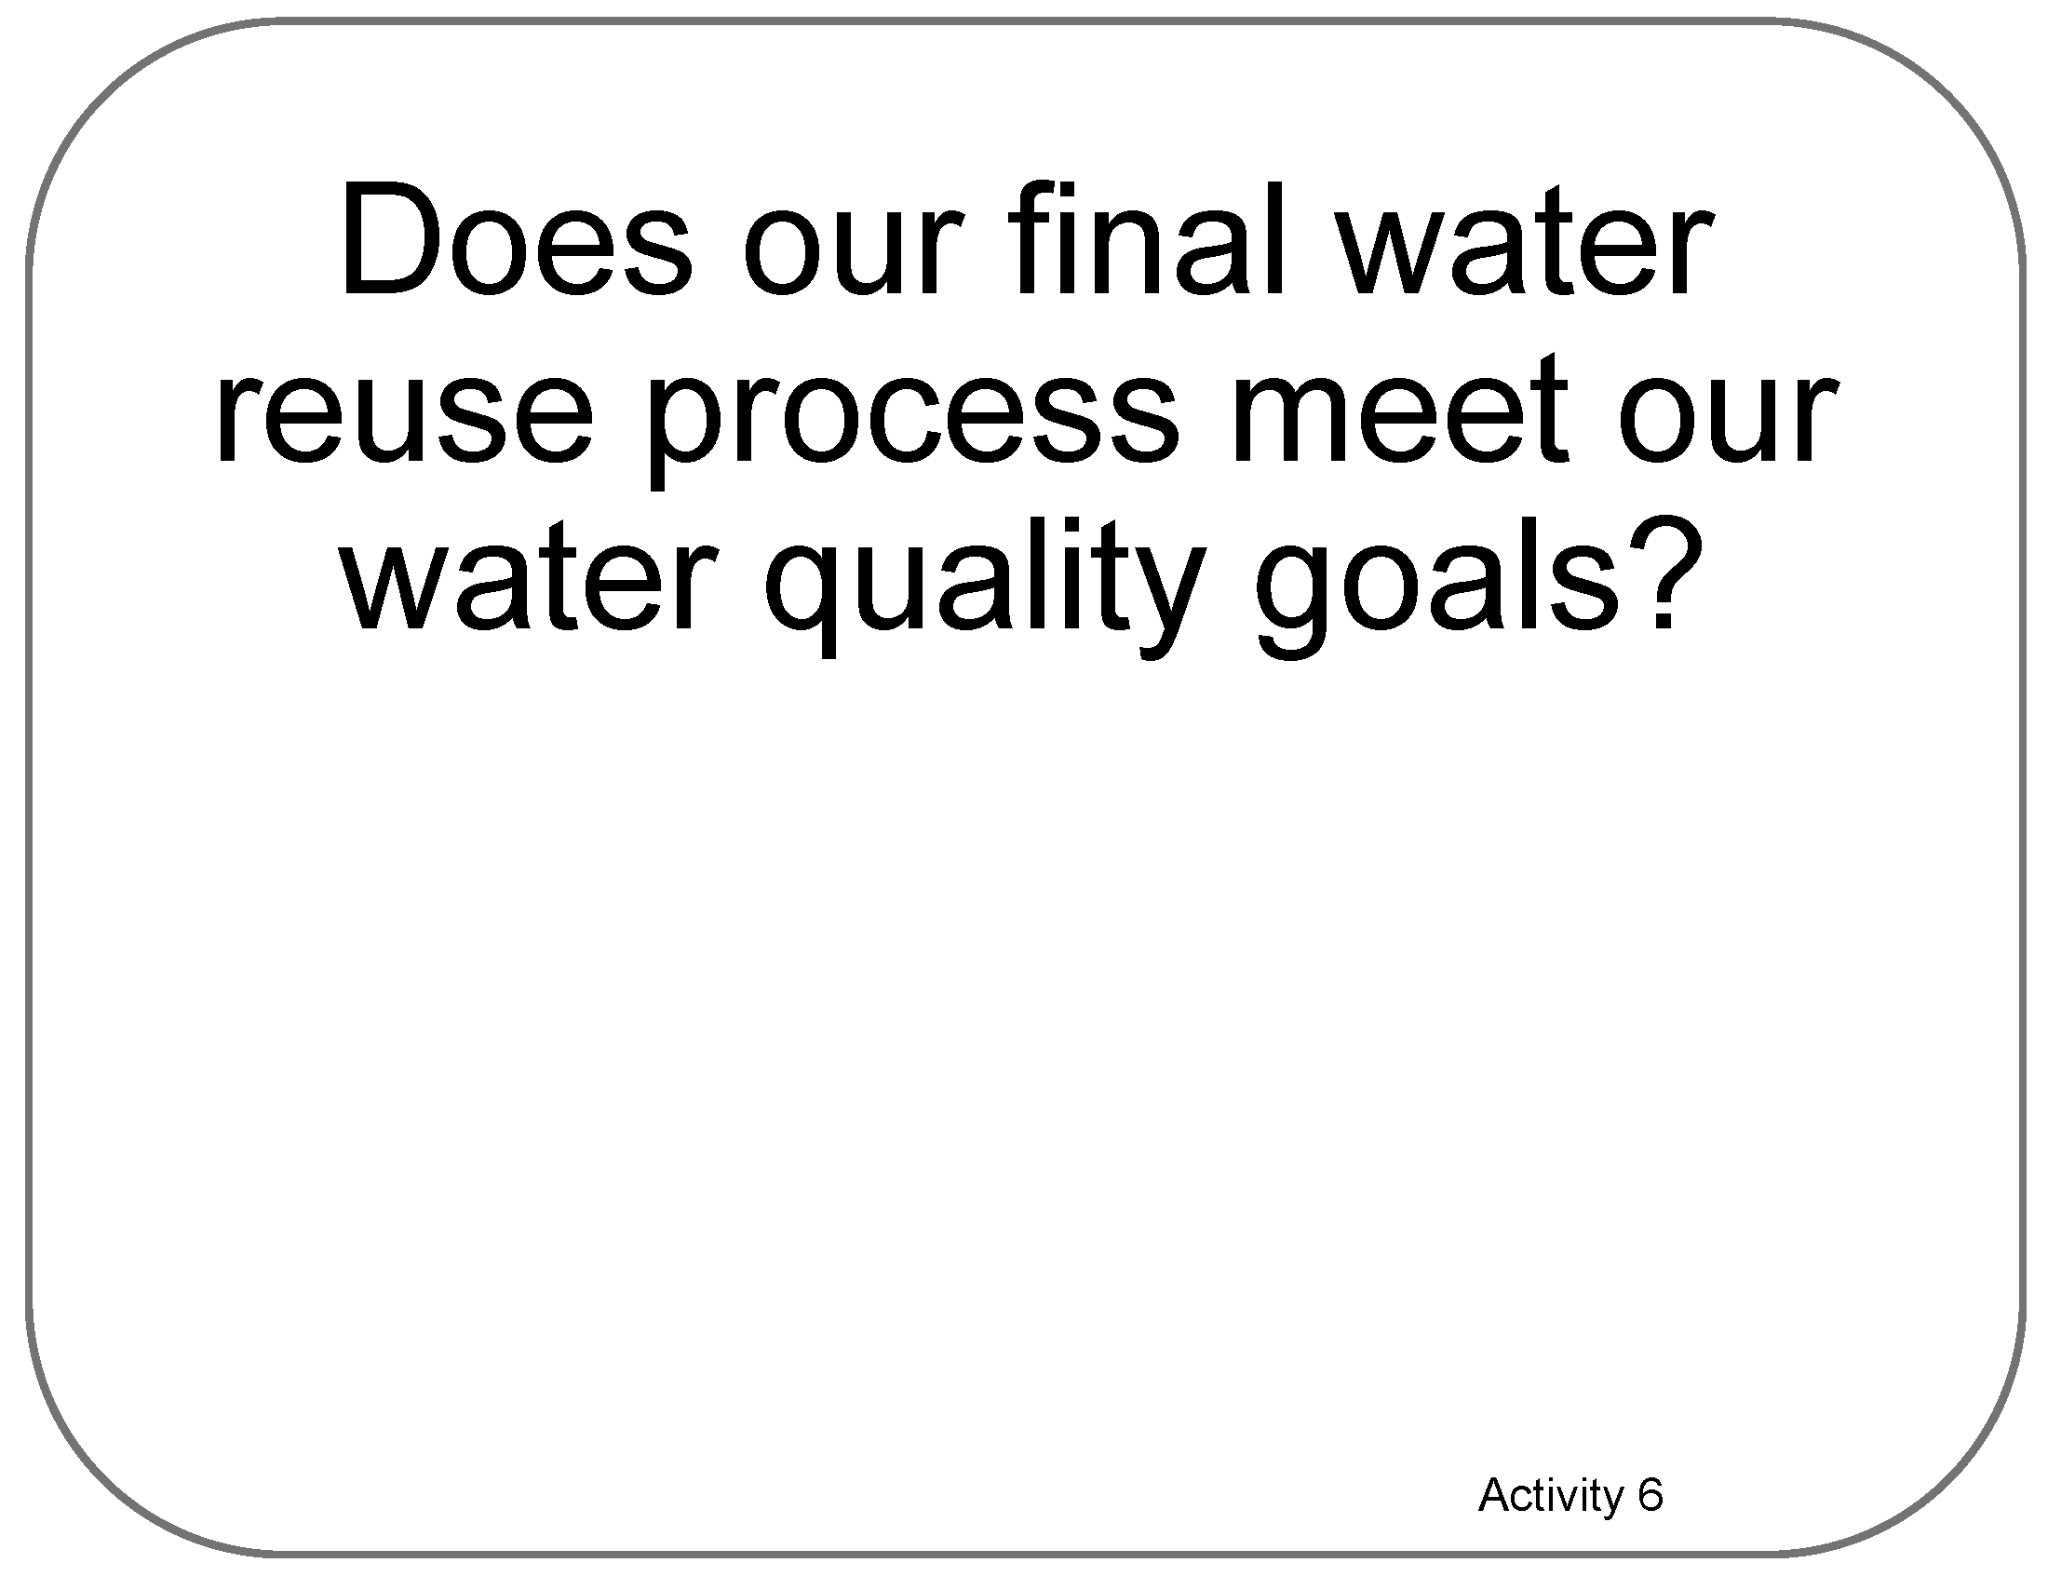 Does our final water
reuse process meet our
water quality goals?
Activity 6